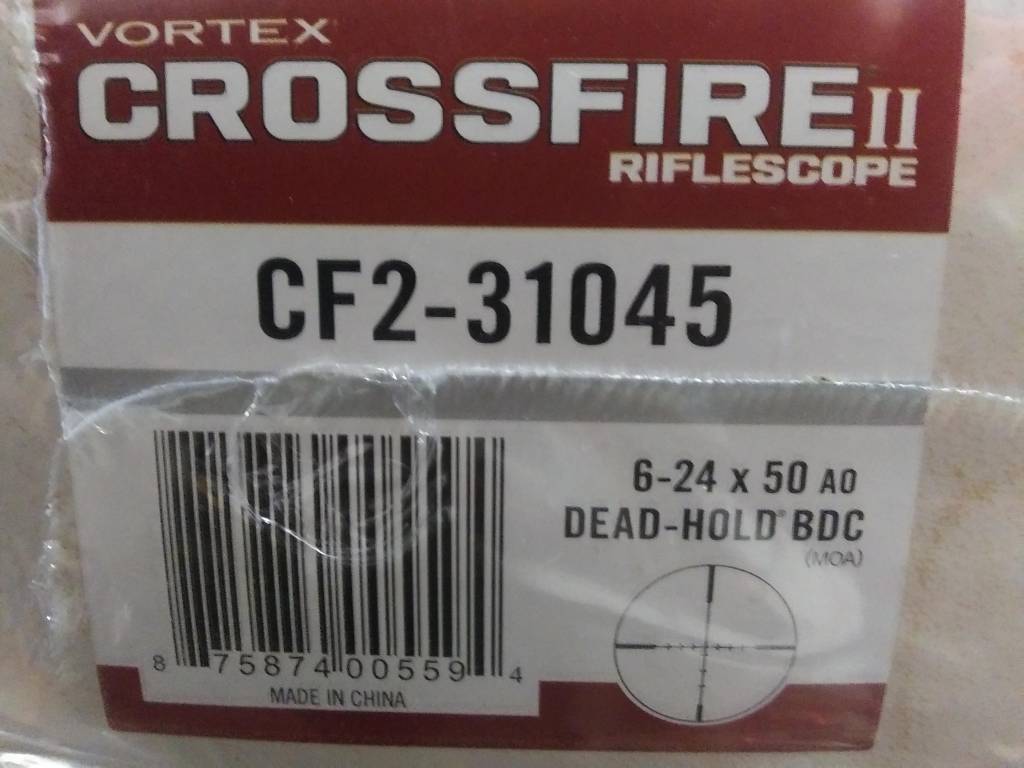 VORTEX
CROSSFIRE II
RIFLESCOPE
CF2-31045
6-24 x 50 AO
DEAD-HOLD® BDC
(MOA)
8 75874 00559 4
MADE IN CHINA